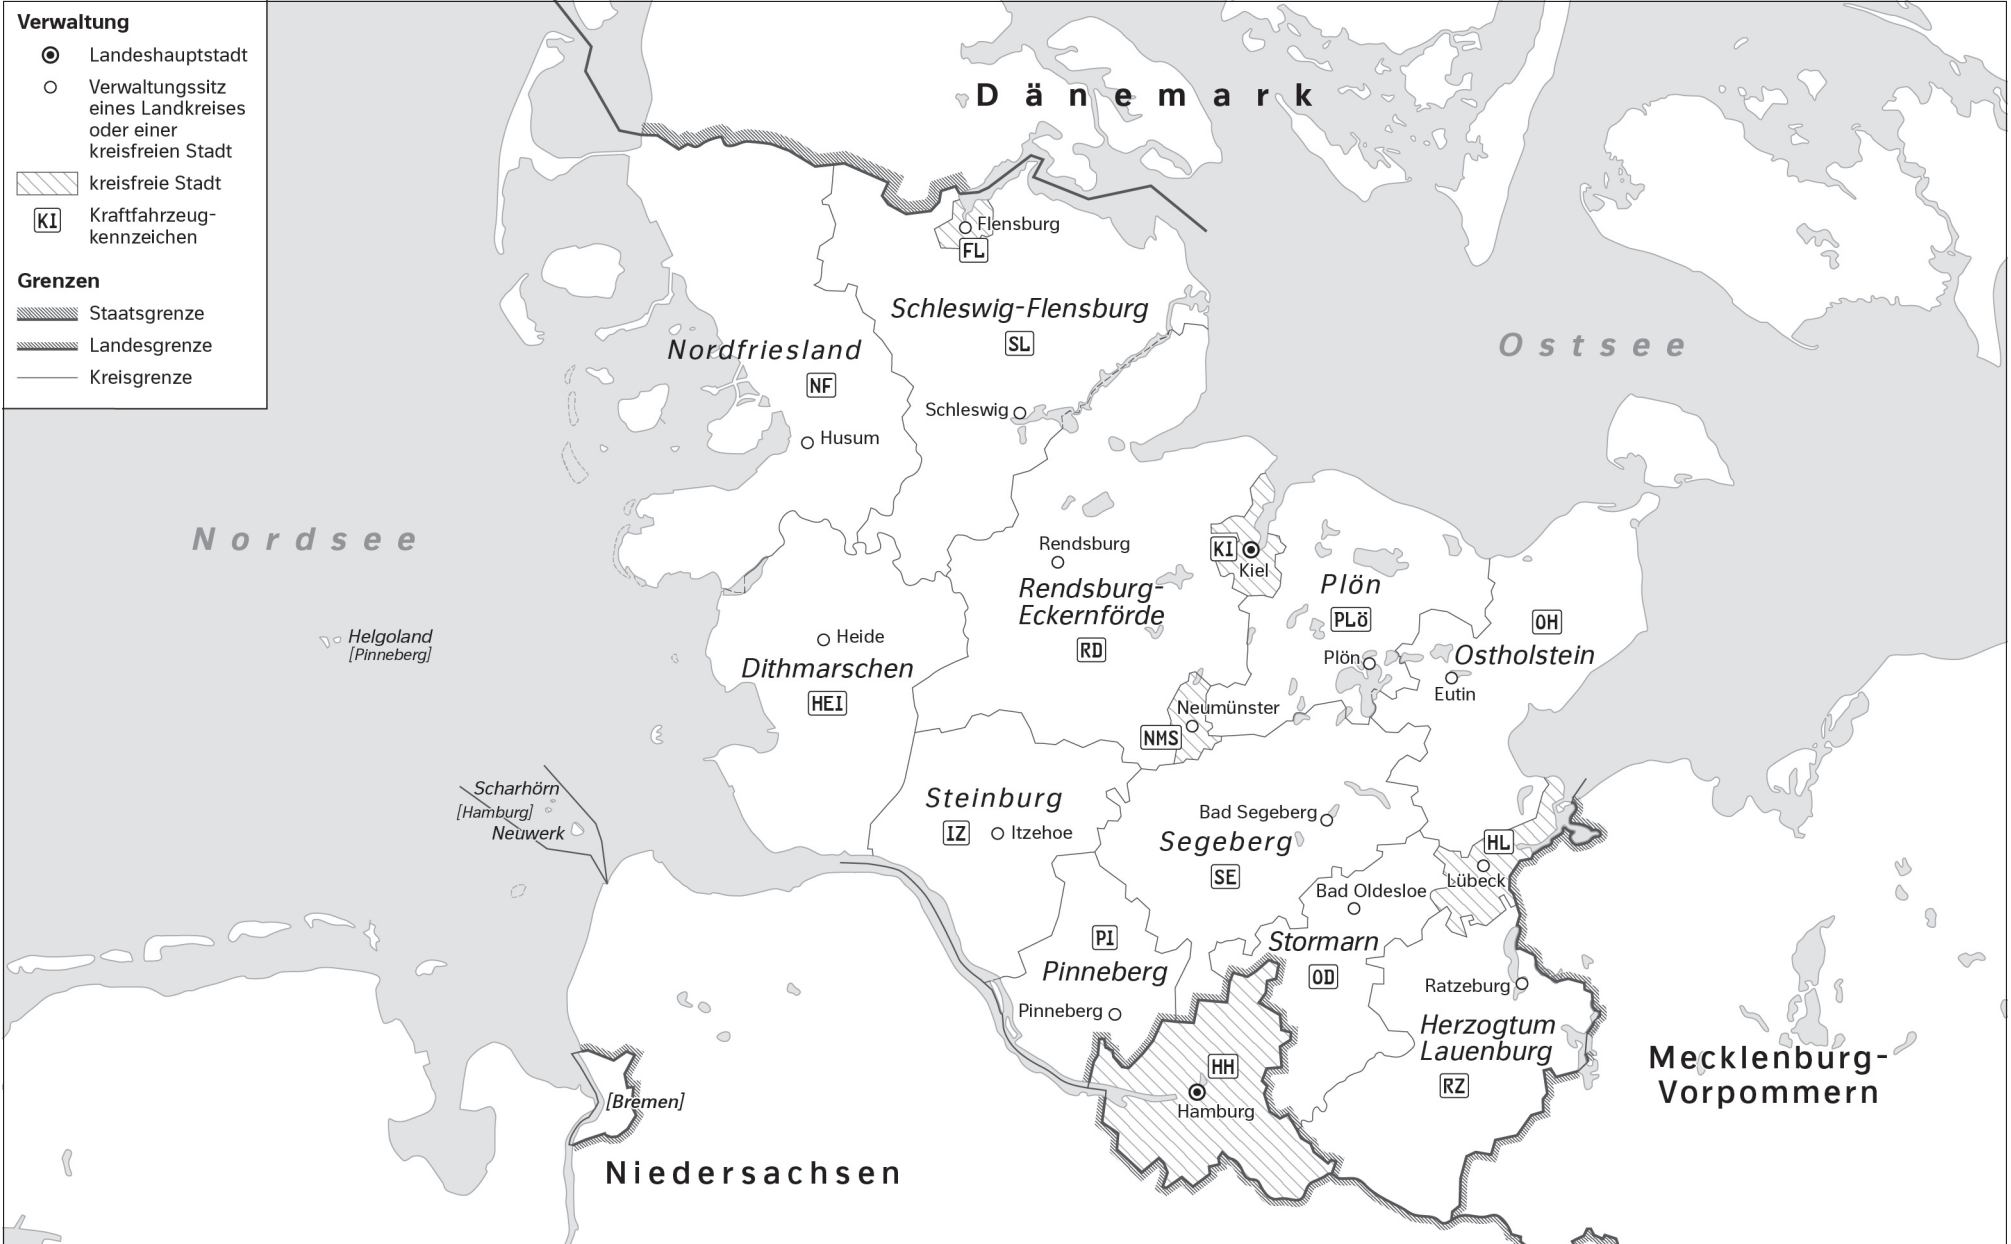 Verwaltung
Landeshauptstadt
Verwaltungssitz
eines Landkreises
oder einer
kreisfreien Stadt
kreisfreie Stadt
KI
Kraftfahrzeug-
kennzeichen
Grenzen
Staatsgrenze
Landesgrenze
Kreisgrenze
Dänemark
Flensburg
FL
Schleswig-Flensburg
SL
Nordfriesland
NF
Ostsee
Schleswig
Husum
Nordsee
Rendsburg
KI
Kiel
Rendsburg-
Eckernförde
RD
Plön
PLÖ
OH
Ostholstein
Plön
Eutin
Helgoland
[Pinneberg]
Heide
Dithmarschen
HEI
Neumünster
NMS
Scharhörn
[Hamburg]
Neuwerk
Steinburg
IZ
Itzehoe
Bad Segeberg
Segeberg
SE
HL
Lübeck
Bad Oldesloe
PI
Pinneberg
Pinneberg
Stormarn
OD
Ratzeburg
Herzogtum
Lauenburg
RZ
HH
Hamburg
Mecklenburg-
Vorpommern
[Bremen]
Niedersachsen